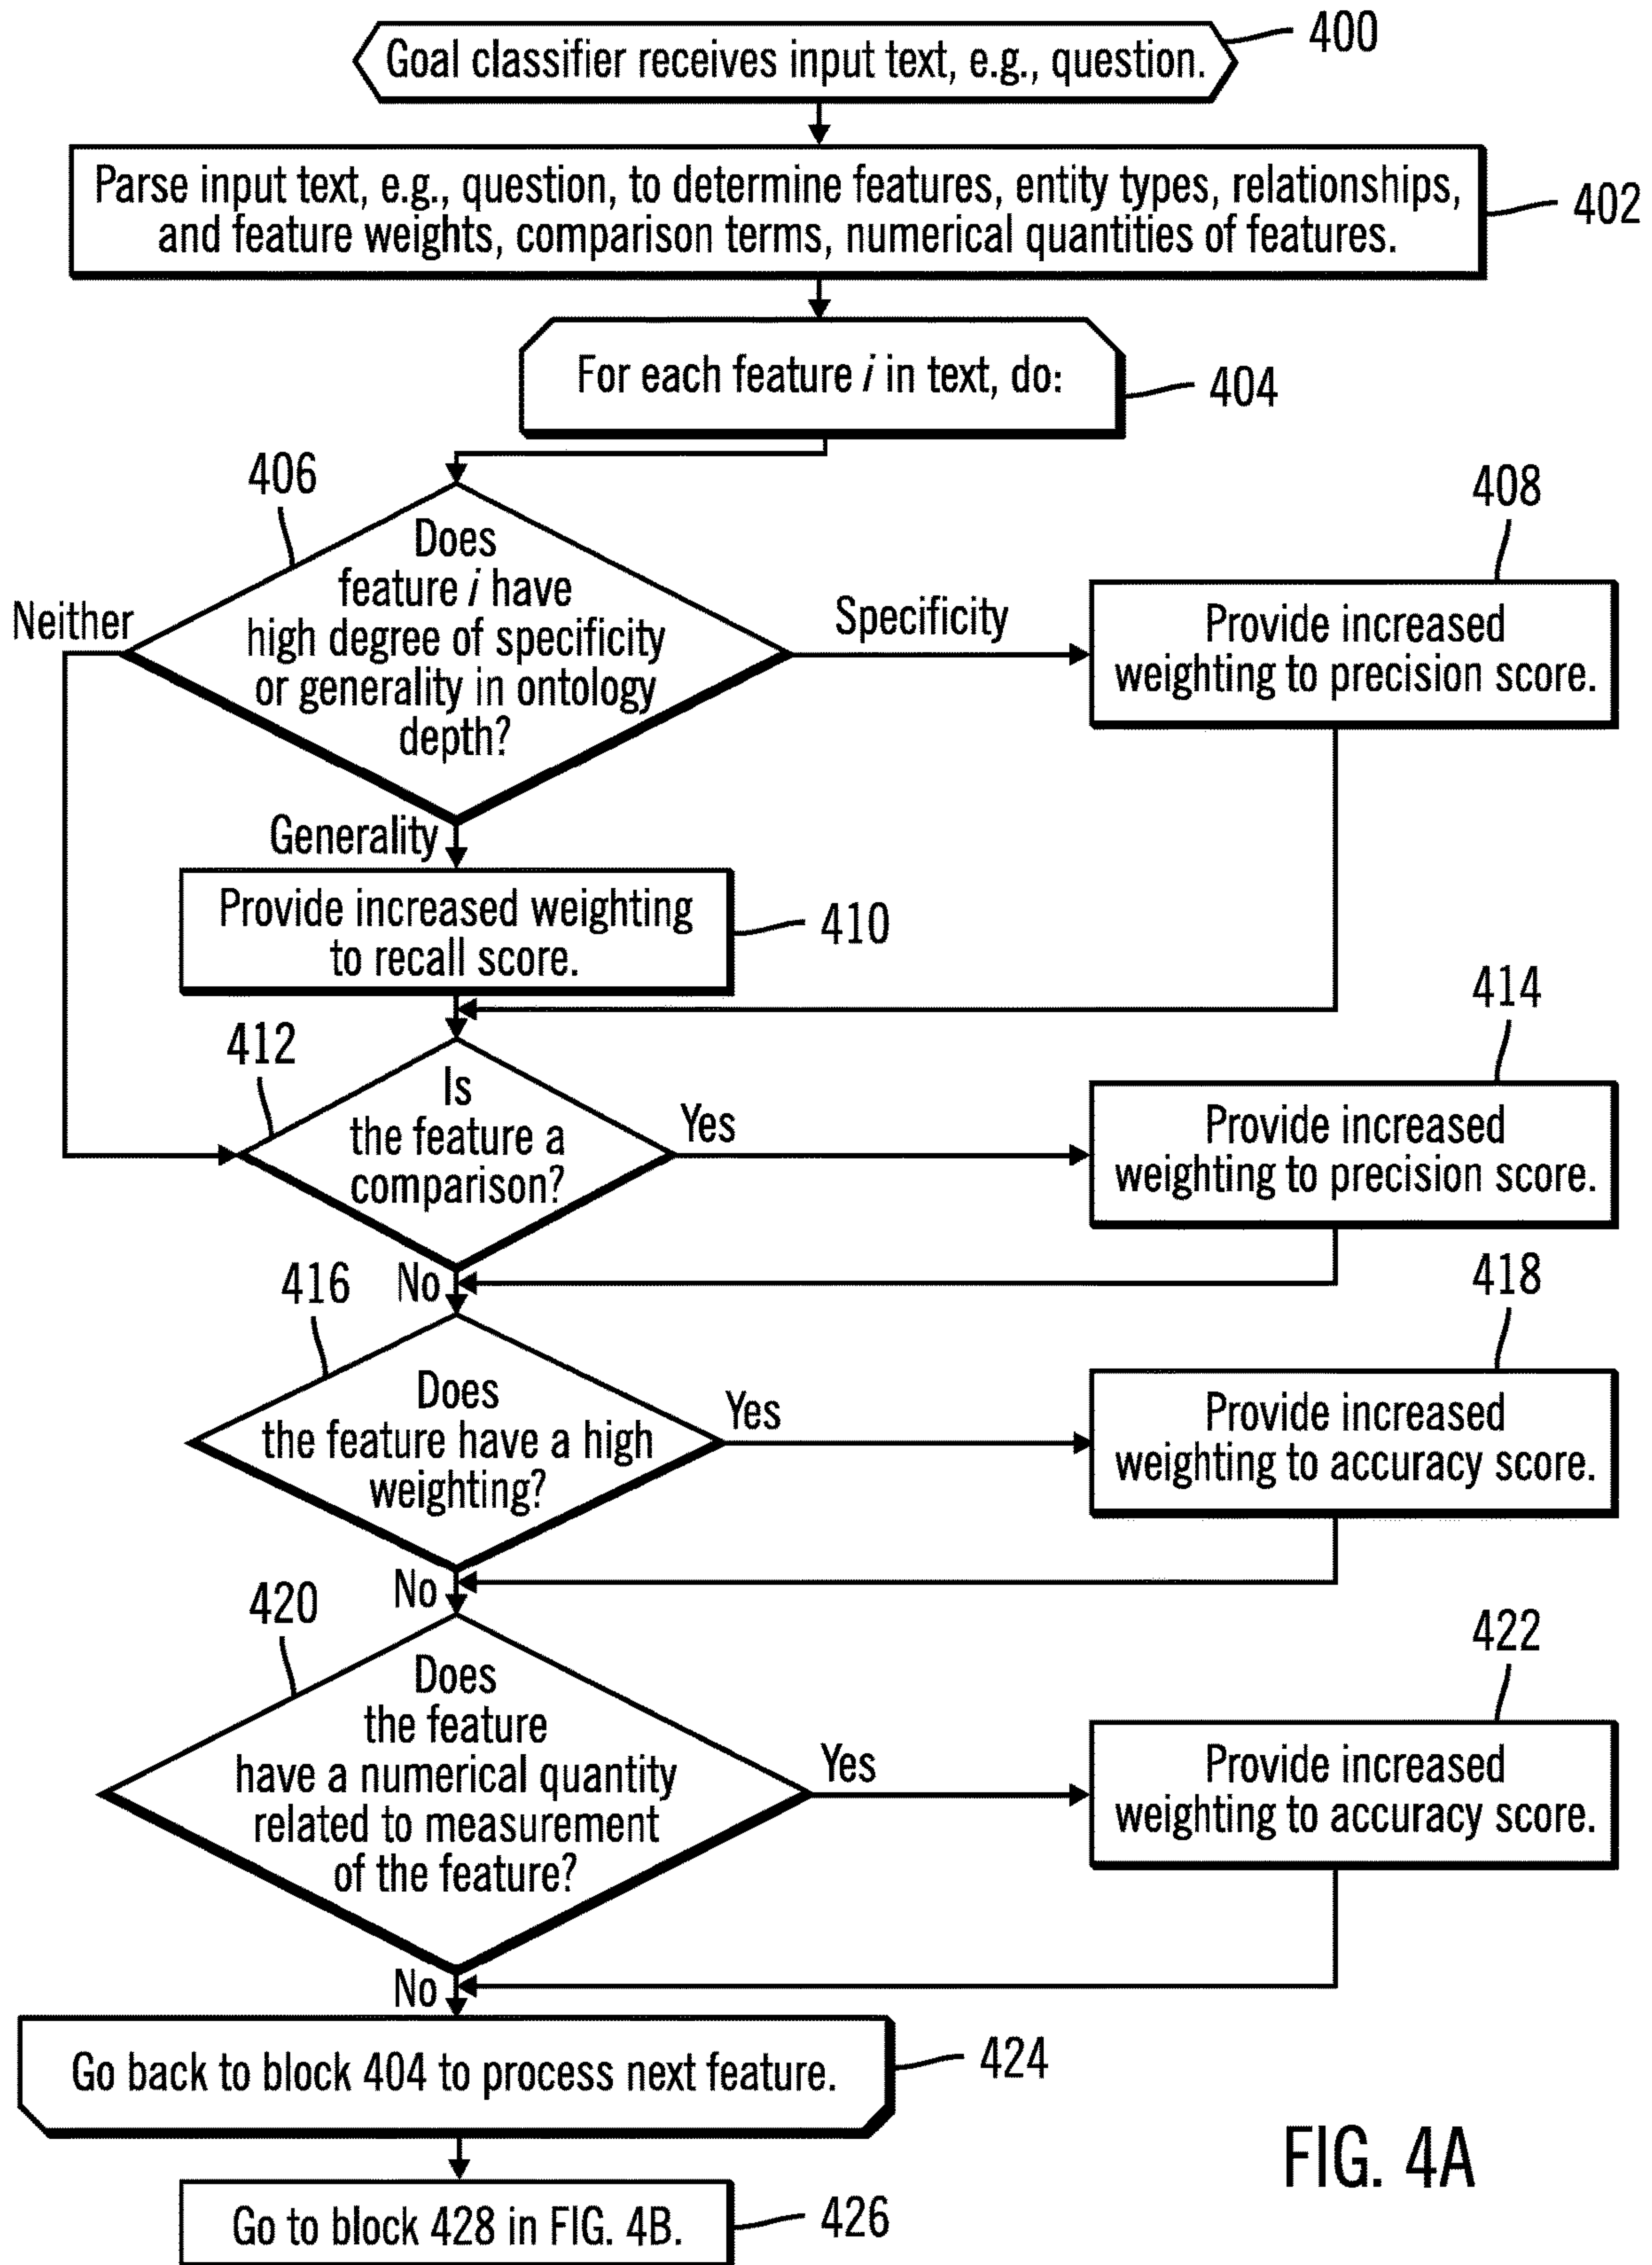 400
Goal classifier receives input text, e.g., question.
Parse input text, e.g., question, to determine features, entity types, relationships,
and feature weights, comparison terms, numerical quantities of features.
402
For each feature i in text, do:
404
406
Does
feature i have
high degree of specificity
or generality in ontology
depth?
Neither
Specificity
408
Provide increased
weighting to precision score.
Generality
Provide increased weighting
to recall score.
410
412
Is
the feature a
comparison?
Yes
414
Provide increased
weighting to precision score.
No
416
Does
the feature have a high
weighting?
Yes
418
Provide increased
weighting to accuracy score.
No
420
Does
the feature
have a numerical quantity
related to measurement
of the feature?
Yes
422
Provide increased
weighting to accuracy score.
No
Go back to block 404 to process next feature.
424
Go to block 428 in FIG. 4B.
426
FIG. 4A